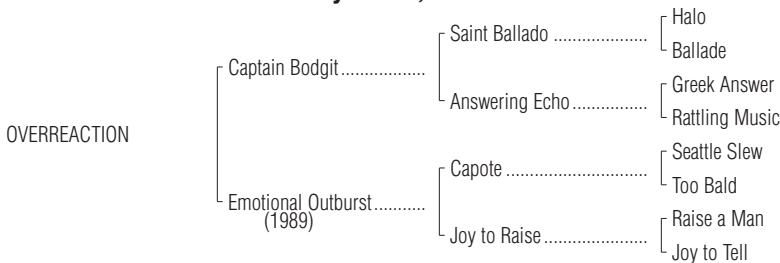 Halo
Saint Ballado ....................
Ballade
Captain Bodgit..................
Greek Answer
Answering Echo................
Rattling Music
OVERREACTION
Seattle Slew
Capote ..............................
Too Bald
Emotional Outburst...........
(1989)
Raise a Man
Joy to Raise......................
Joy to Tell